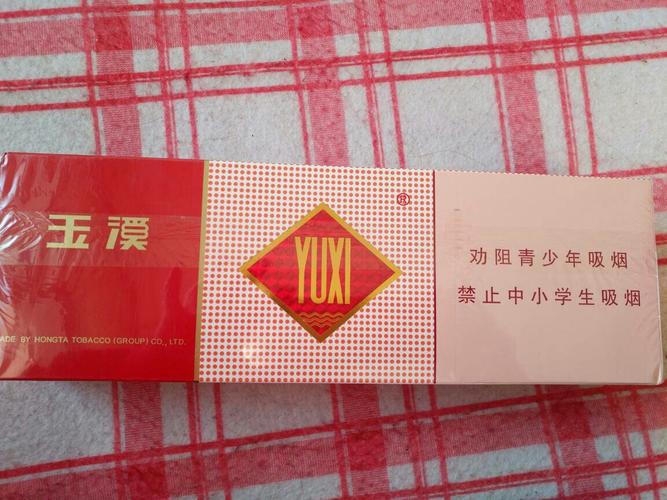 玉溪
MADE BY HONGTA TOBACCO (GROUP) CO., LTD.
YUXI
®
劝阻青少年吸烟
禁止中小学生吸烟